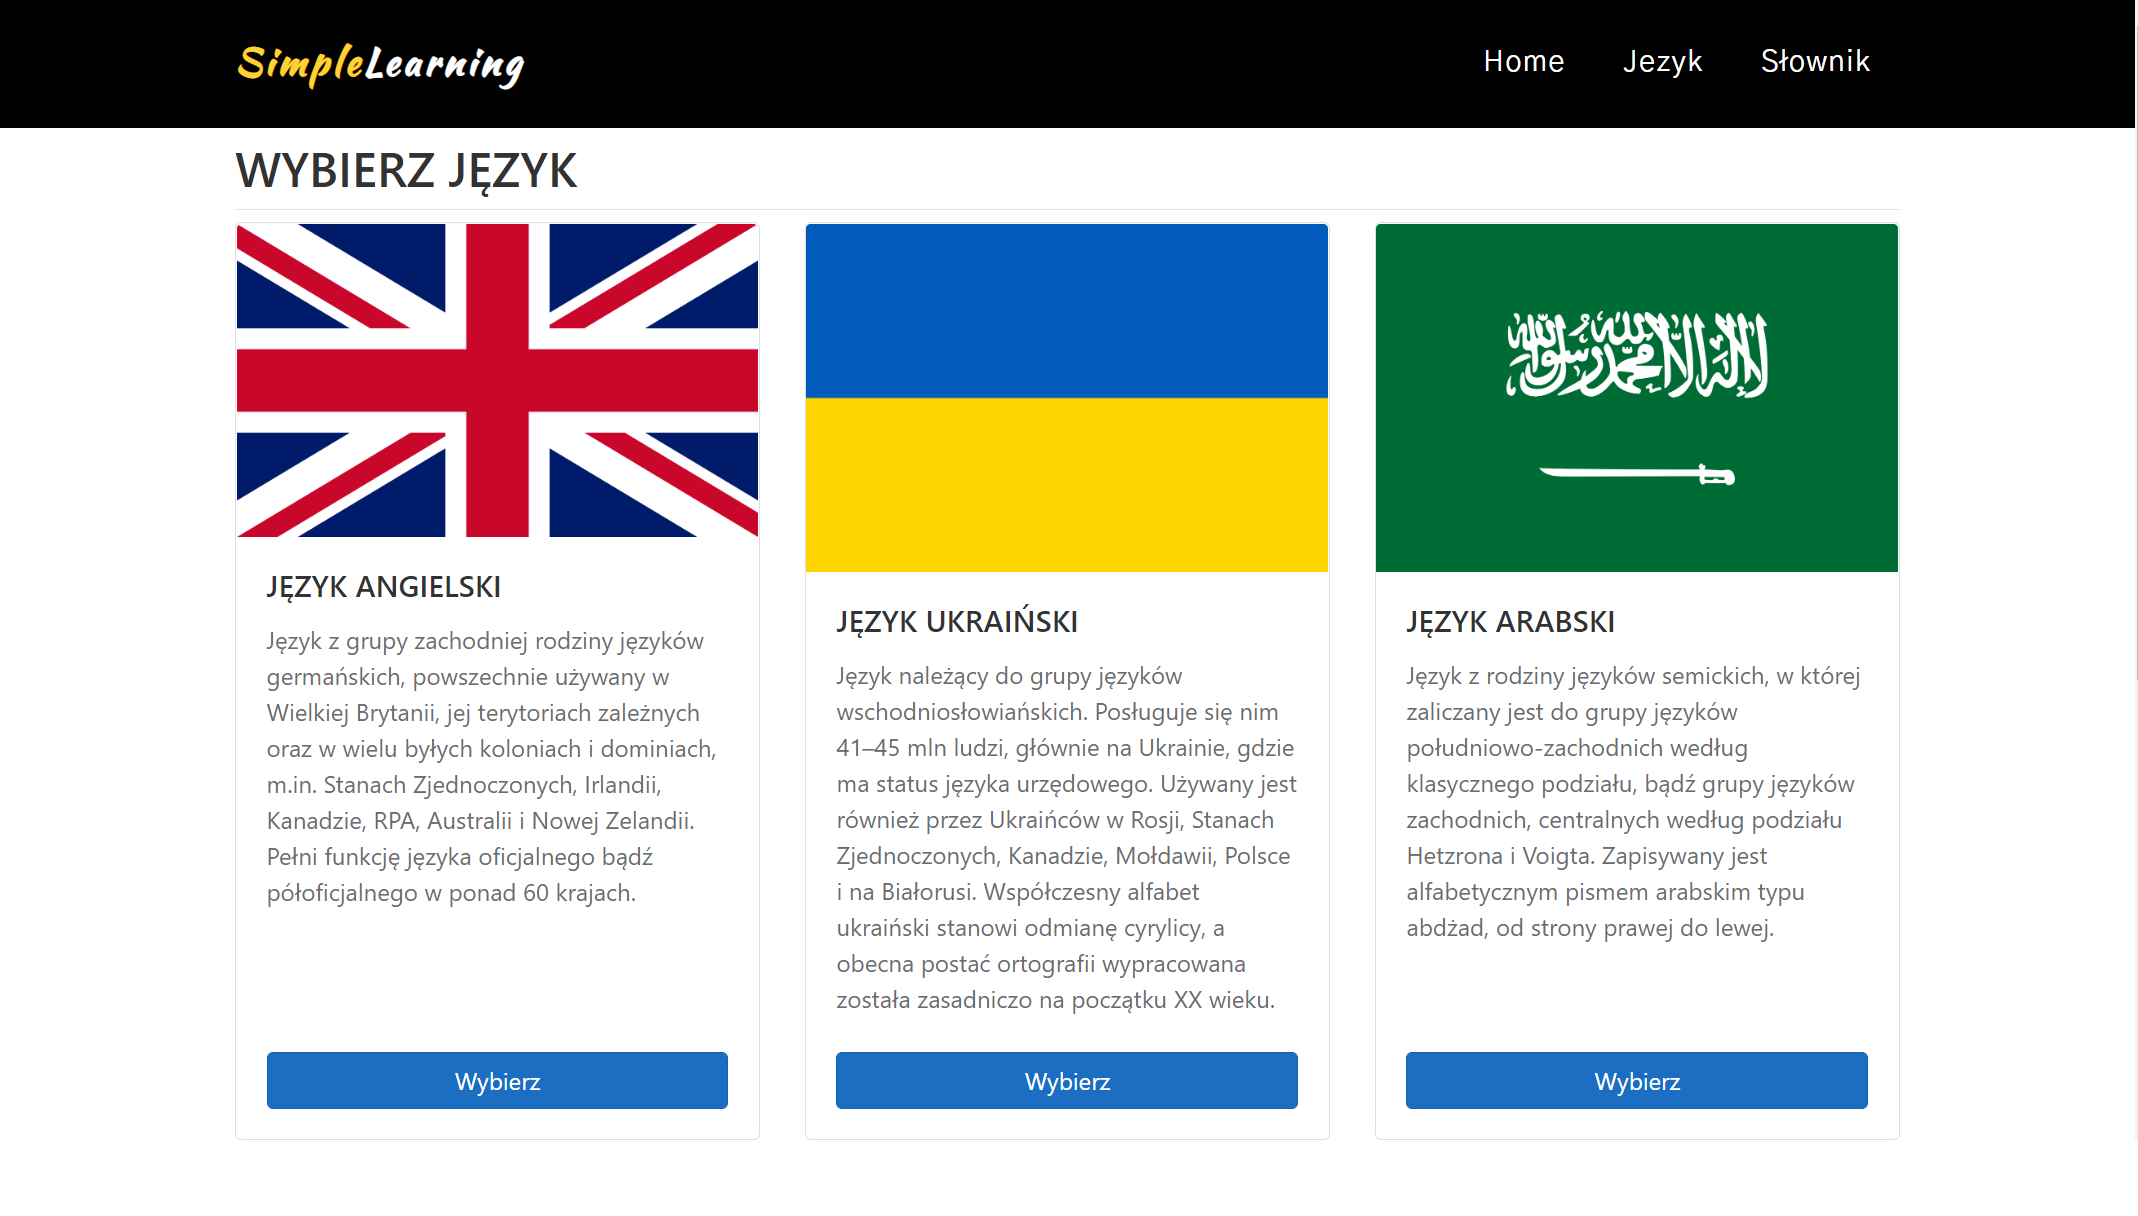 SimpleLearning
Home Jezyk Słownik
WYBIERZ JĘZYK
لا إله إلا الله محمد رسول الله
JĘZYK ANGIELSKI
Język z grupy zachodniej rodziny języków
germańskich, powszechnie używany w
Wielkiej Brytanii, jej terytoriach zależnych
oraz w wielu byłych koloniach i dominiach,
m.in. Stanach Zjednoczonych, Irlandii,
Kanadzie, RPA, Australii i Nowej Zelandii.
Pełni funkcję języka oficjalnego bądź
półoficjalnego w ponad 60 krajach.
Wybierz
JĘZYK UKRAIŃSKI
Język należący do grupy języków
wschodniosłowiańskich. Posługuje się nim
41–45 mln ludzi, głównie na Ukrainie, gdzie
ma status języka urzędowego. Używany jest
również przez Ukraińców w Rosji, Stanach
Zjednoczonych, Kanadzie, Mołdawii, Polsce
i na Białorusi. Współczesny alfabet
ukraiński stanowi odmianę cyrylicy, a
obecna postać ortografii wypracowana
została zasadniczo na początku XX wieku.
Wybierz
JĘZYK ARABSKI
Język z rodziny języków semickich, w której
zaliczany jest do grupy języków
południowo-zachodnich według
klasycznego podziału, bądź grupy języków
zachodnich, centralnych według podziału
Hetzrona i Voigta. Zapisywany jest
alfabetycznym pismem arabskim typu
abdżad, od strony prawej do lewej.
Wybierz